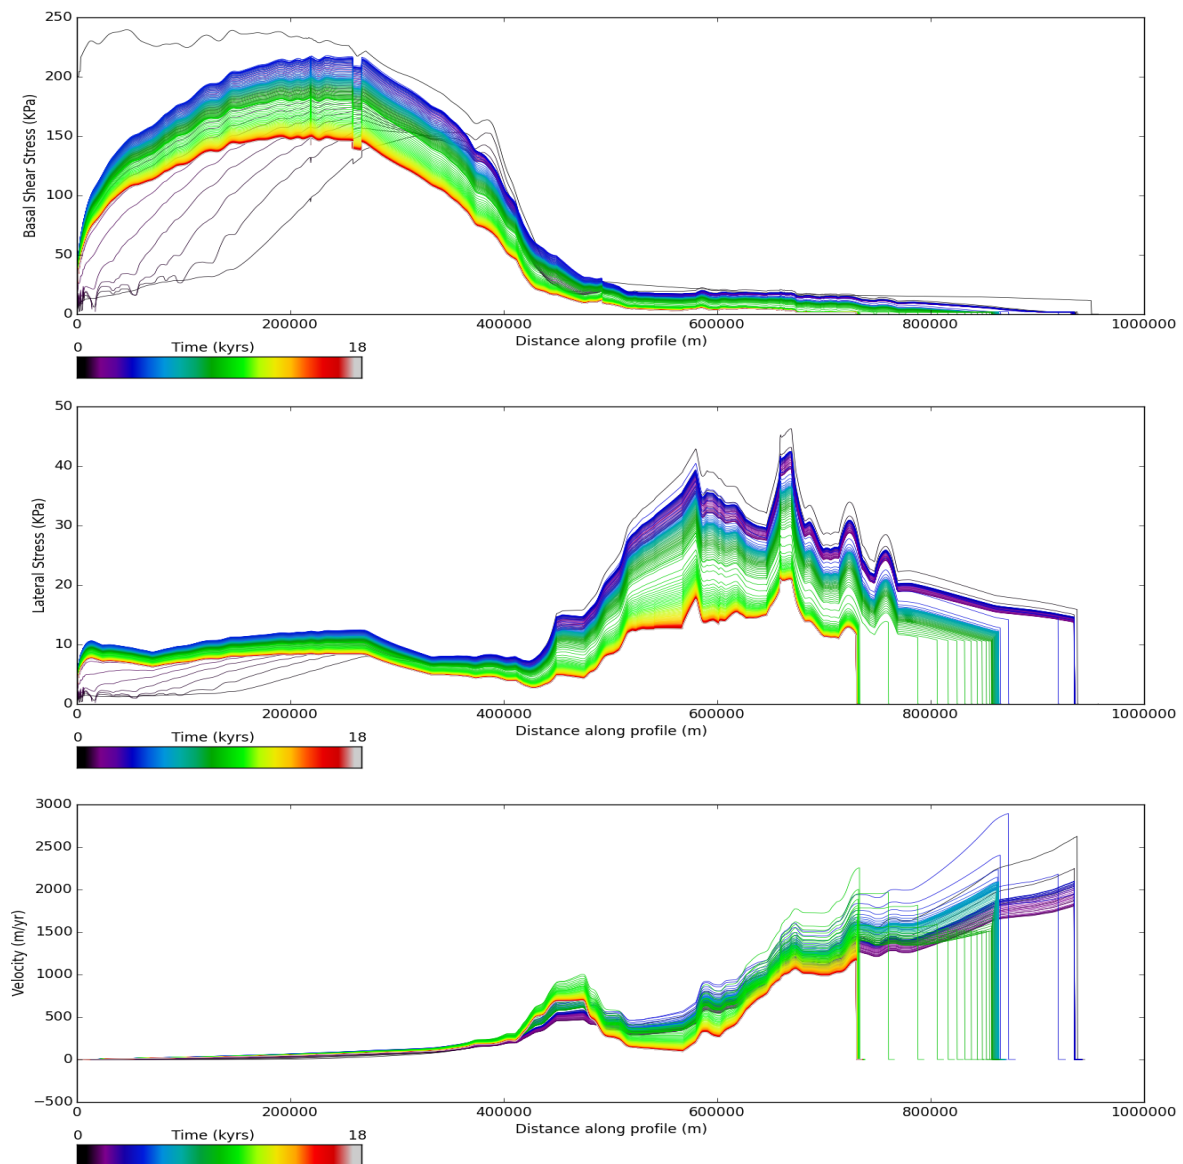 250
200
150
100
50
0
Basal Shear Stress (KPa)
0 200000 400000 600000 800000 1000000
Distance along profile (m)
0 Time (kyrs) 18
50
40
30
20
10
0
Lateral Stress (KPa)
0 200000 400000 600000 800000 1000000
Distance along profile (m)
0 Time (kyrs) 18
3000
2500
2000
1500
1000
500
0
−500
Velocity (m/yr)
0 200000 400000 600000 800000 1000000
Distance along profile (m)
0 Time (kyrs) 18